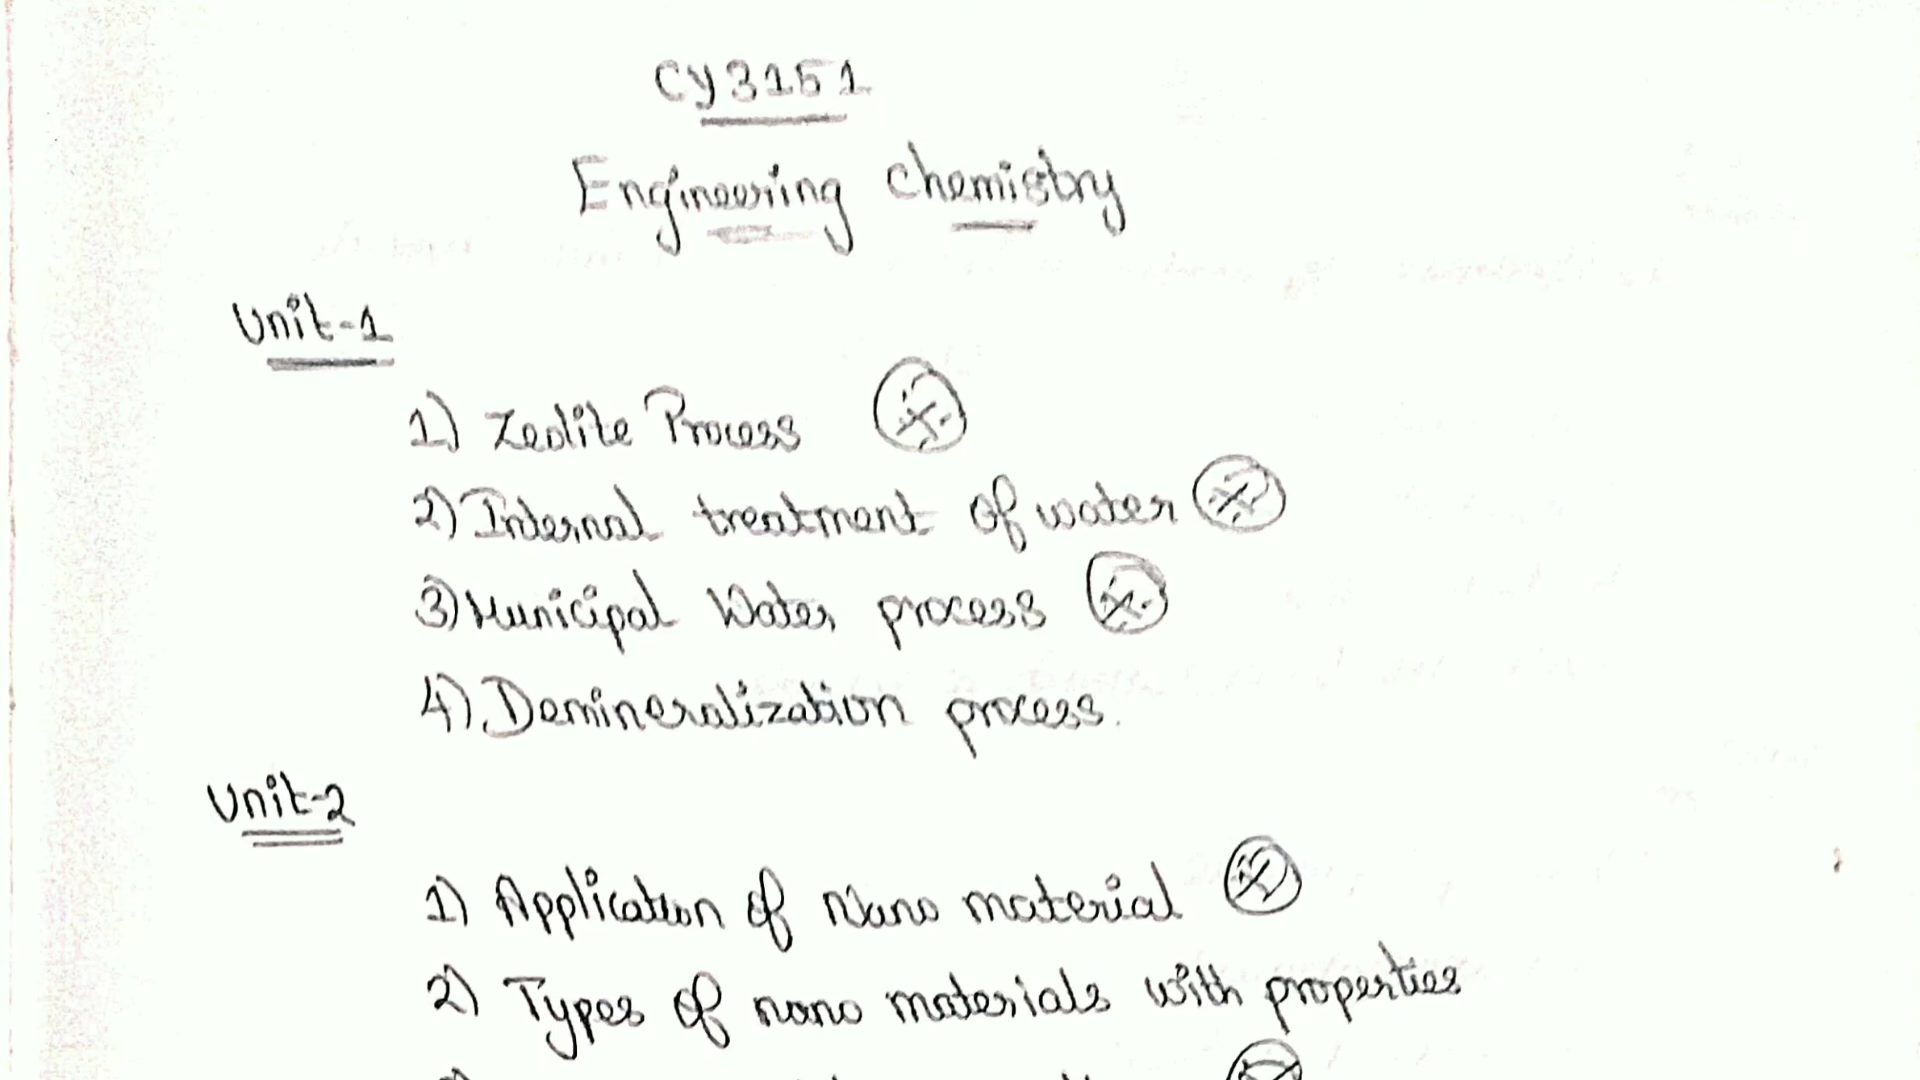 CY3151
Engineering Chemistry
Unit-1
1) Zeolite Process
2) Internal treatment of water
3) Municipal Water process
4) Demineralization process.
Unit-2
1) Application of Nano material
2) Types of nano materials with properties